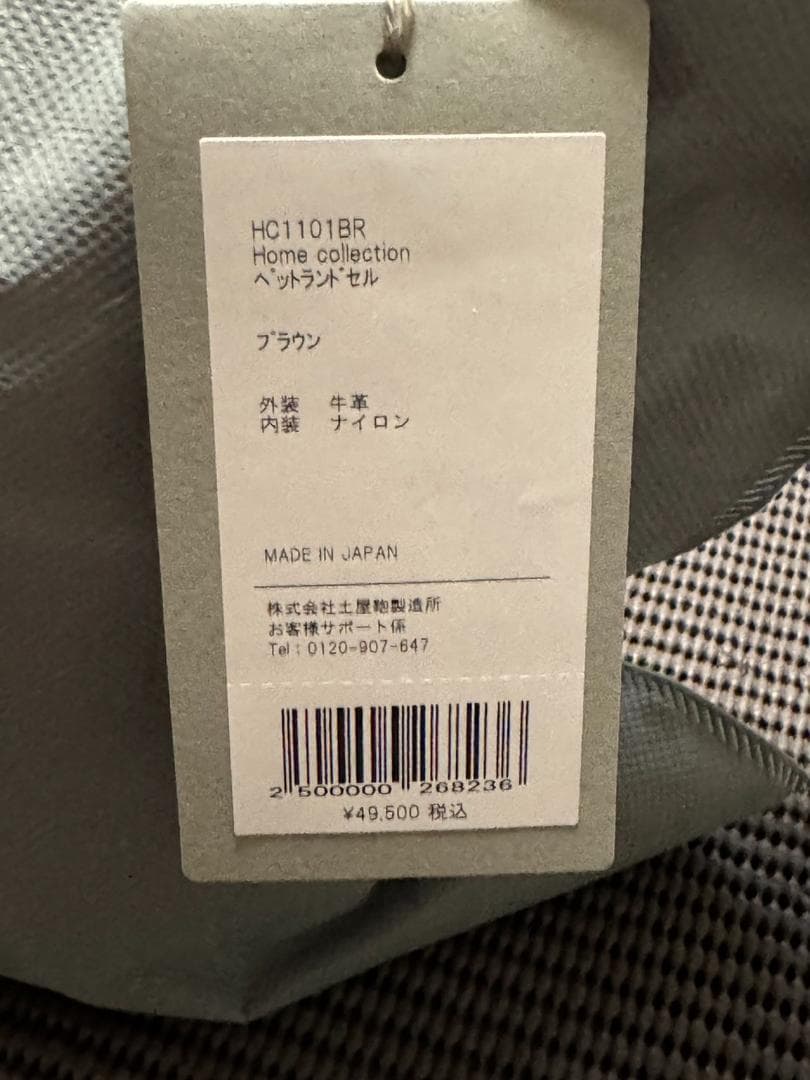 HC1101BR
Home collection
ﾍﾟｯﾄﾗﾝﾄﾞｾﾙ
ﾌﾞﾗｳﾝ
外装 牛革
内装 ナイロン
MADE IN JAPAN
株式会社土屋鞄製造所
お客様サポート係
Tel：0120-907-647
2 500000 268236
¥49,500 税込